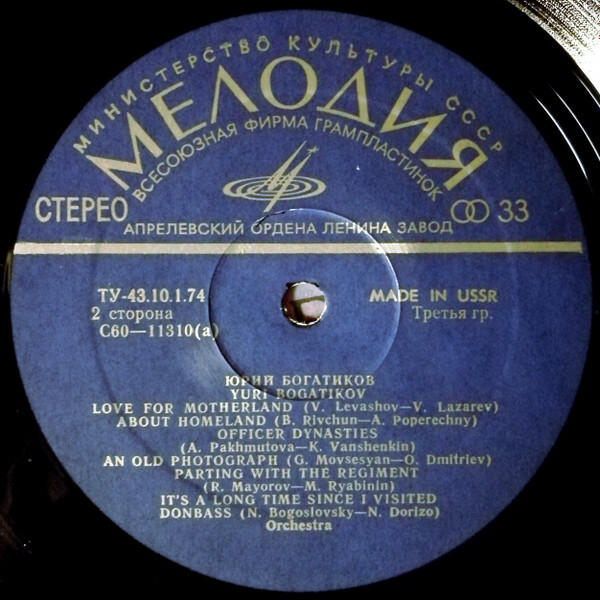 МИНИСТЕРСТВО КУЛЬТУРЫ СССР
МЕЛОДИЯ
ВСЕСОЮЗНАЯ ФИРМА ГРАМПЛАСТИНОК
СТЕРЕО
33
АПРЕЛЕВСКИЙ ОРДЕНА ЛЕНИНА ЗАВОД
ТУ-43.10.1.74
MADE IN USSR
2 сторона
Третья гр.
С60—11310(а)
ЮРИЙ БОГАТИКОВ
YURI BOGATIKOV
LOVE FOR MOTHERLAND (V. Levashov—V. Lazarev)
ABOUT HOMELAND (B. Rivchun—A. Poperechny)
OFFICER DYNASTIES
(A. Pakhmutova—K. Vanshenkin)
AN OLD PHOTOGRAPH (G. Movsesyan—O. Dmitriev)
PARTING WITH THE REGIMENT
(R. Mayorov—M. Ryabinin)
IT'S A LONG TIME SINCE I VISITED
DONBASS (N. Bogoslovsky—N. Dorizo)
Orchestra